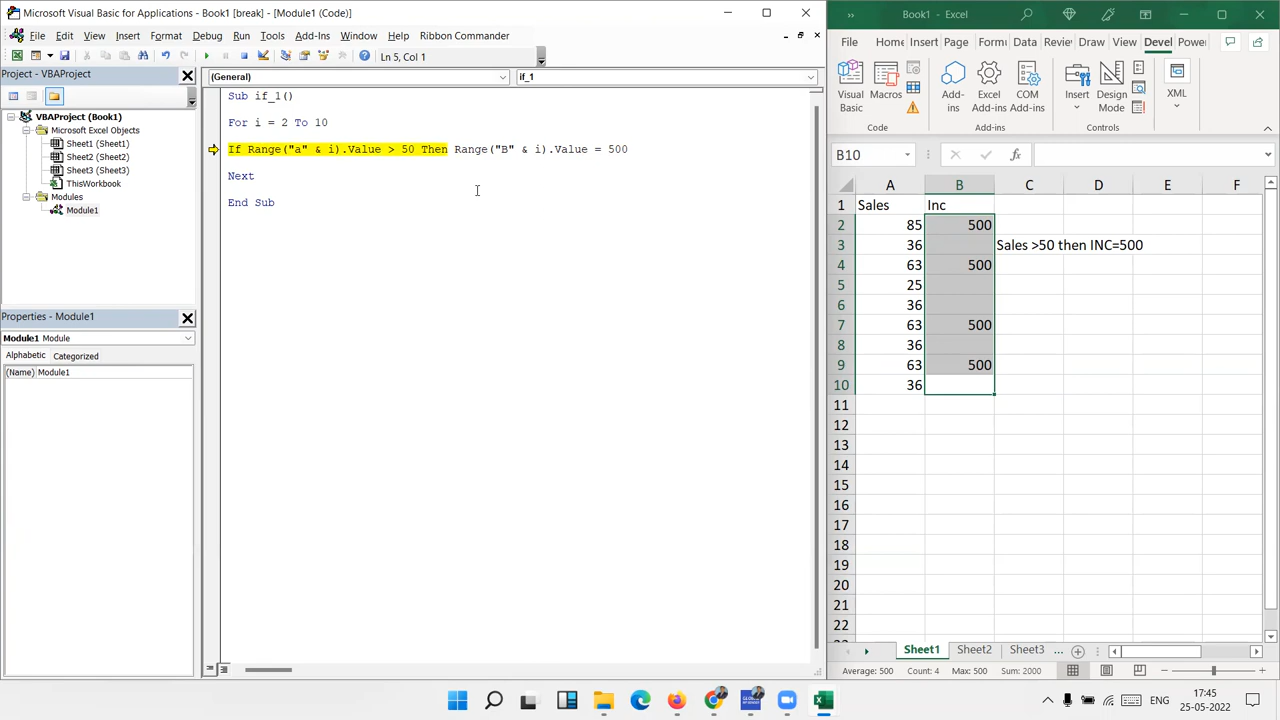 Microsoft Visual Basic for Applications - Book1 [break] - [Module1 (Code)]
File Edit View Insert Format Debug Run Tools Add-Ins Window Help Ribbon Commander
Ln 5, Col 1
Project - VBAProject
VBAProject (Book1)
Microsoft Excel Objects
Sheet1 (Sheet1)
Sheet2 (Sheet2)
Sheet3 (Sheet3)
ThisWorkbook
Modules
Module1
Properties - Module1
Module1 Module
Alphabetic Categorized
(Name) Module1
(General) if_1
Sub if_1()
For i = 2 To 10
If Range("a" & i).Value > 50 Then Range("B" & i).Value = 500
Next
End Sub
Book1 - Excel
File Home Insert Page Formu Data Review Draw View Devel Power
Visual Basic Macros Add-ins Excel Add-ins COM Add-ins Insert Design Mode XML
Code Add-ins Controls
B10 fx
A B C D E F
1 Sales Inc
2 85 500
3 36 Sales >50 then INC=500
4 63 500
5 25
6 36
7 63 500
8 36
9 63 500
10 36
11
12
13
14
15
16
17
18
19
20
21
22
Sheet1 Sheet2 Sheet3 ...
Average: 500 Count: 4 Max: 500 Sum: 2000
ENG 17:45
25-05-2022